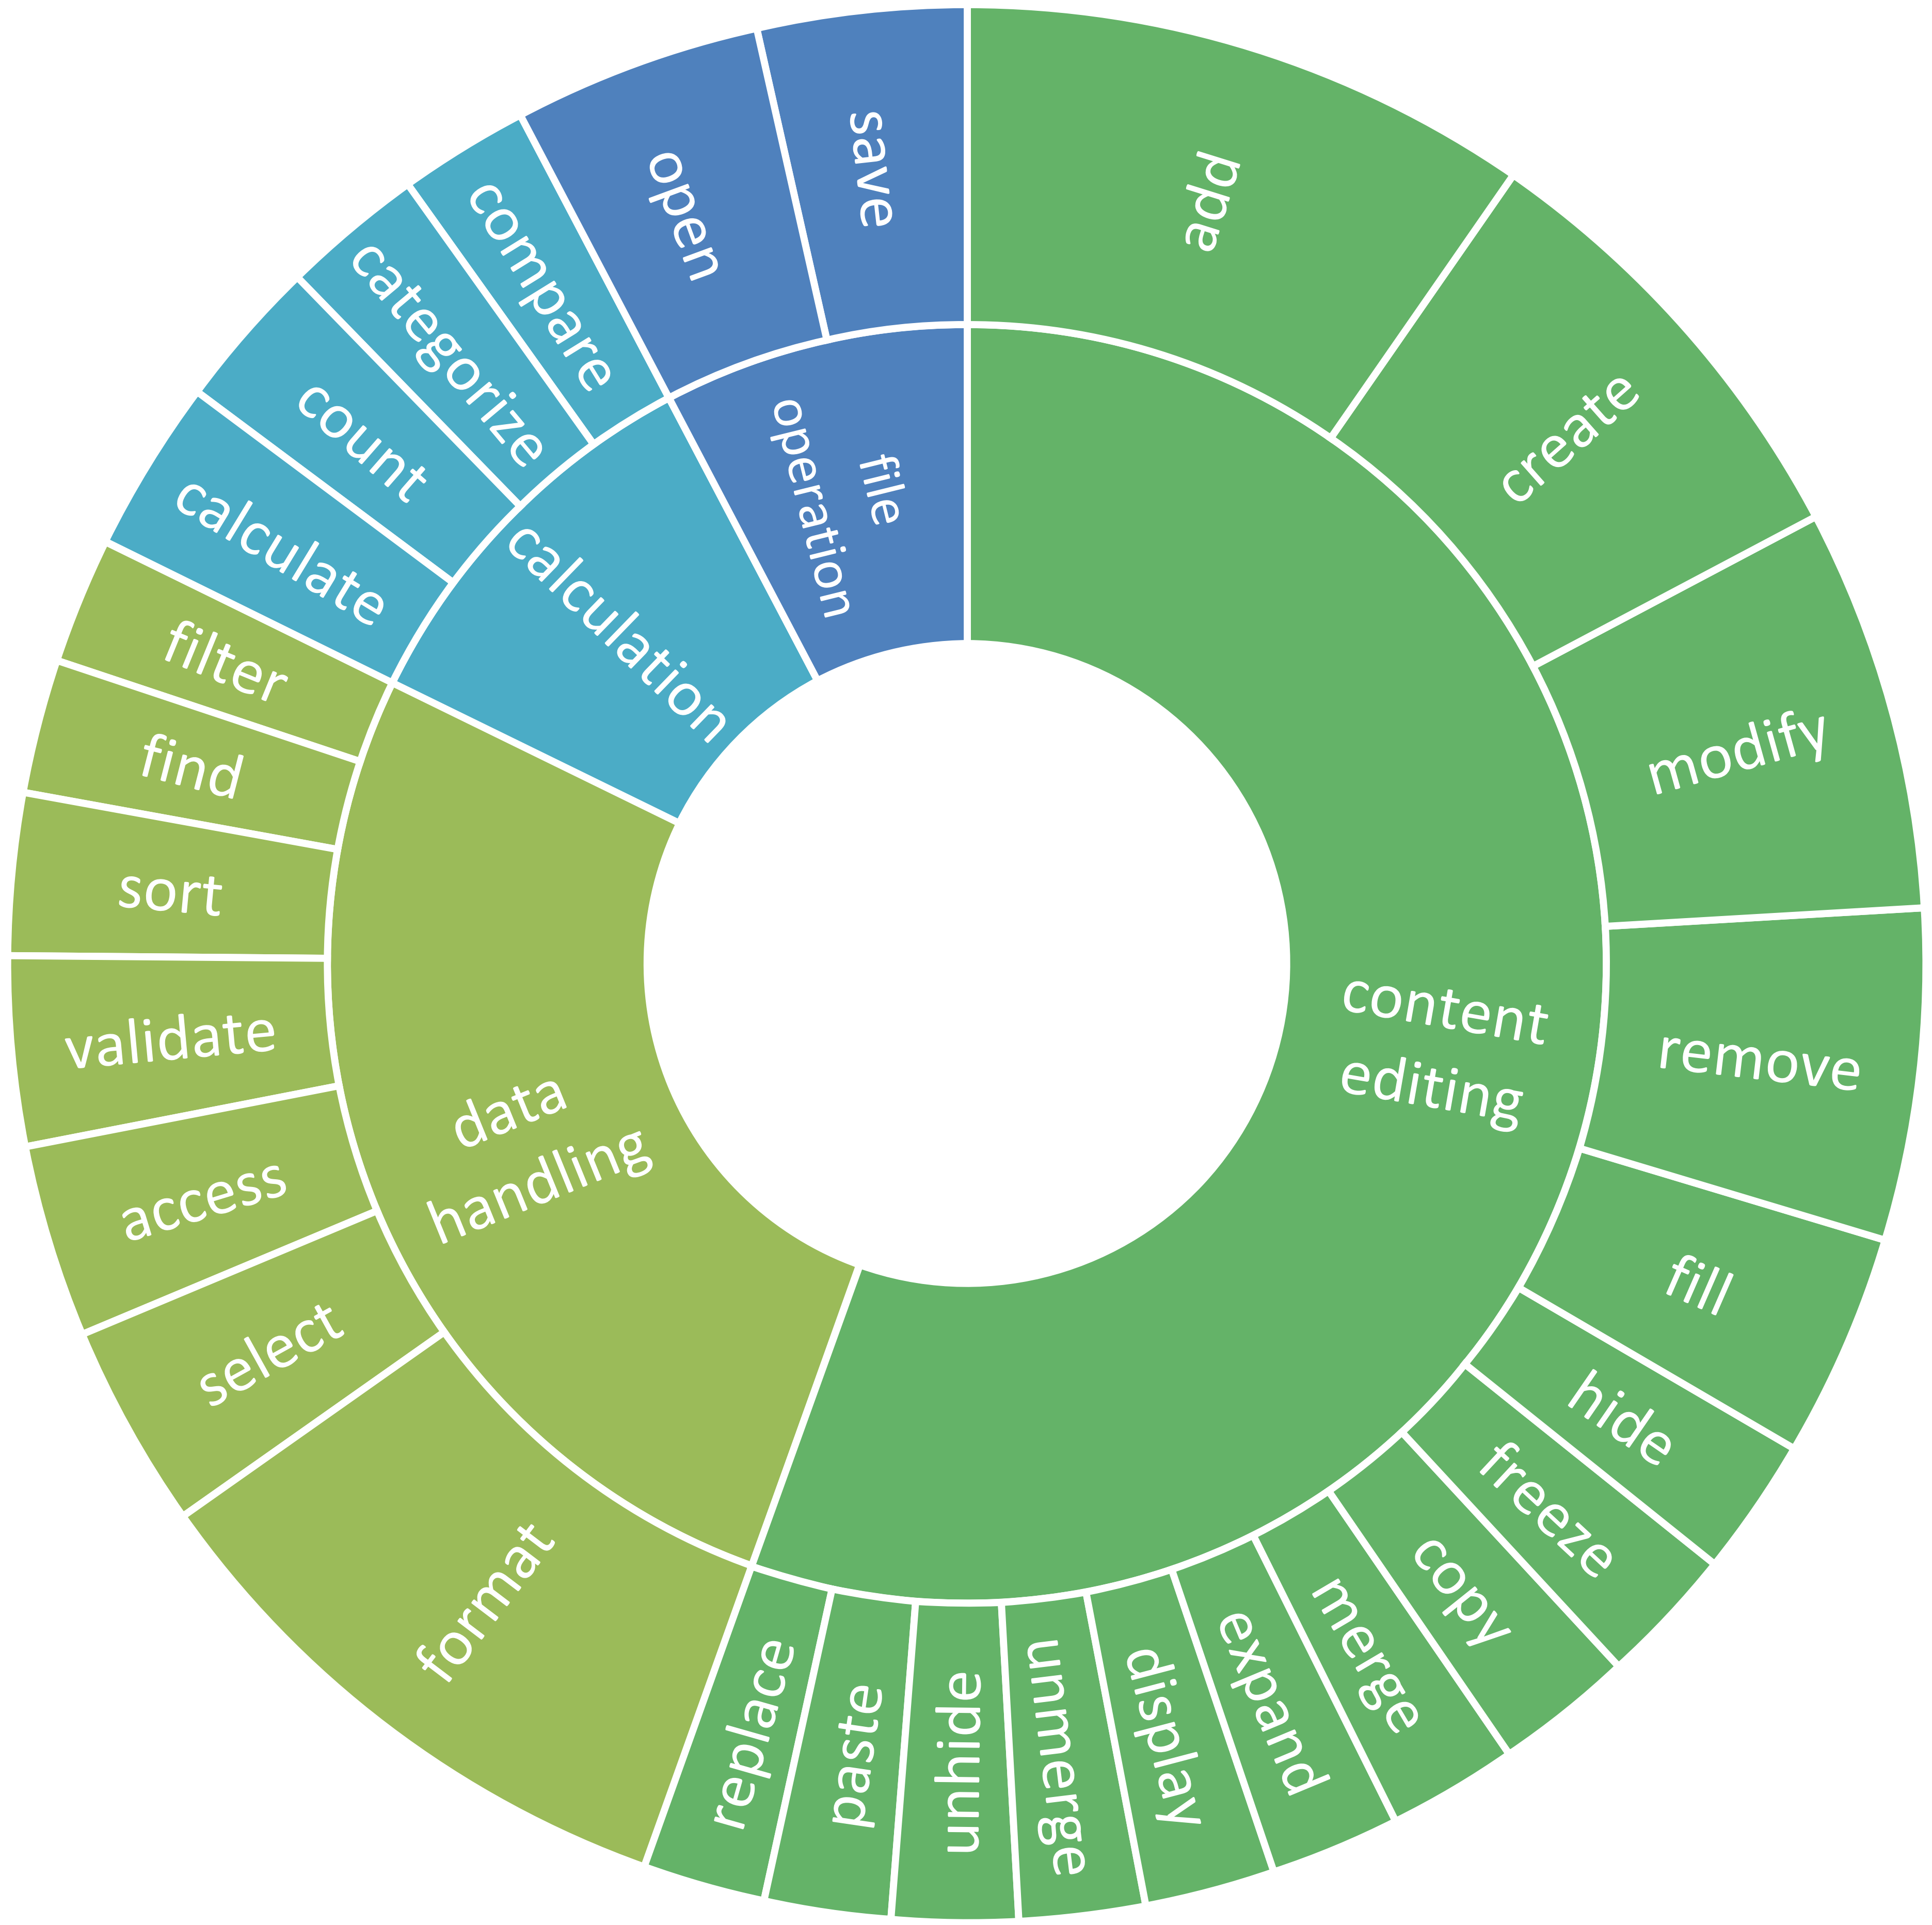 content
editing
add
create
modify
remove
fill
hide
freeze
copy
merge
expand
display
unmerge
unhide
paste
replace
data
handling
format
select
access
validate
sort
find
filter
calculation
calculate
count
categorize
compare
file
operation
open
save